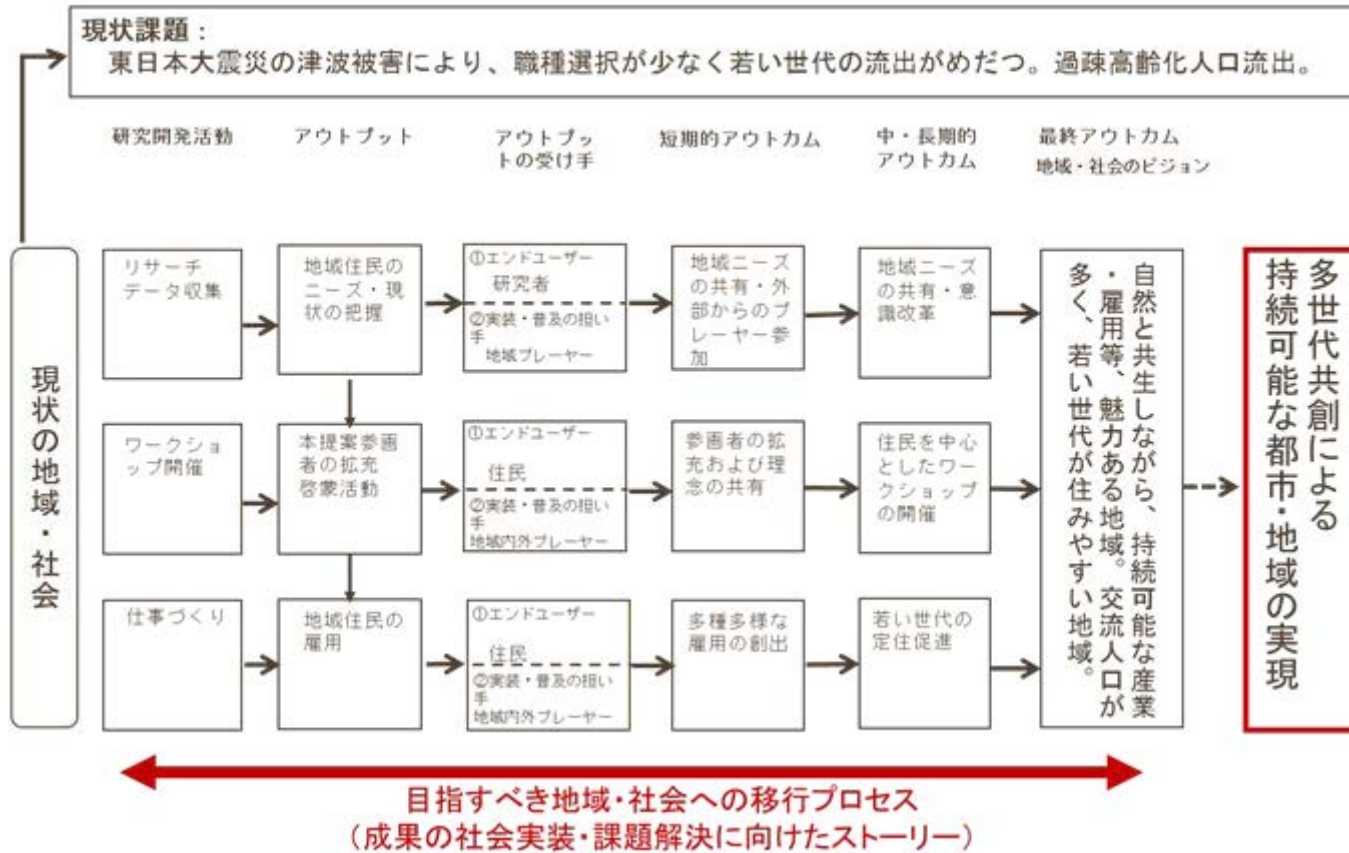 現状課題：
東日本大震災の津波被害により、職種選択が少なく若い世代の流出がめだつ。過疎高齢化人口流出。
研究開発活動
アウトプット
アウトプッ
トの受け手
短期的アウトカム
中・長期的
アウトカム
最終アウトカム
地域・社会のビジョン
現状の地域・社会
リサーチ
データ収集
地域住民の
ニーズ・現
状の把握
①エンドユーザー
研究者
②実装・普及の担い
手
地域プレーヤー
地域ニーズ
の共有・外
部からのプ
レーヤー参
加
地域ニーズ
の共有・意
識改革
ワークショ
ップ開催
本提案参画
者の拡充
啓蒙活動
①エンドユーザー
住民
②実装・普及の担い
手
地域内外プレーヤー
参画者の拡
充および理
念の共有
住民を中心
としたワー
クショップ
の開催
仕事づくり
地域住民の
雇用
①エンドユーザー
住民
②実装・普及の担い
手
地域内外プレーヤー
多種多様な
雇用の創出
若い世代の
定住促進
自然と共生しながら、持続可能な産業
・雇用等、魅力ある地域。交流人口が
多く、若い世代が住みやすい地域。
多世代共創による
持続可能な都市・地域の実現
目指すべき地域・社会への移行プロセス
（成果の社会実装・課題解決に向けたストーリー）